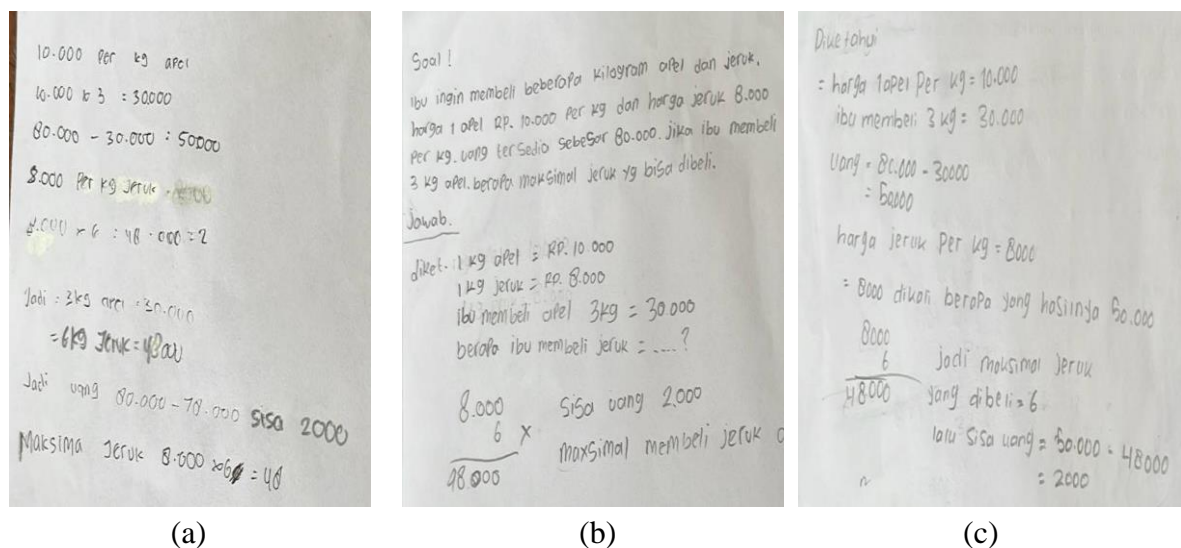 10.000 per kg apel
10.000 x 3 = 30.000
80.000 - 30.000 = 50.000
8.000 per kg jeruk =
8.000 x 6 = 48.000 = 2
Jadi = 3kg apel = 30.000
= 6kg Jeruk = 48000
Jadi uang 80.000 - 78.000 sisa 2000
Maksima Jeruk 8.000 x 6 = 48
(a)
Soal !
ibu ingin membeli beberapa kilogram apel dan jeruk,
harga 1 apel RP. 10.000 per kg dan harga jeruk 8.000
per kg. uang tersedia sebesar 80.000. jika ibu membeli
3 kg apel. berapa maksimal jeruk yg bisa dibeli.
jawab.
diket. 1 kg apel = RP. 10.000
1 kg jeruk = RP. 8.000
ibu membeli apel 3kg = 30.000
berapa ibu membeli jeruk = ....?
8.000
6 x
48.000
Sisa uang 2.000
maxsimal membeli jeruk
(b)
Diketahui
= harga 1 apel per kg = 10.000
ibu membeli 3 kg = 30.000
uang = 80.000 - 30000
= 50.000
harga jeruk per kg = 8000
= 8000 dikali berapa yang hasilnya 50.000
8000
6
48000
jadi maksimal jeruk
yang dibeli = 6
lalu sisa uang = 50.000 - 48000
= 2000
(c)